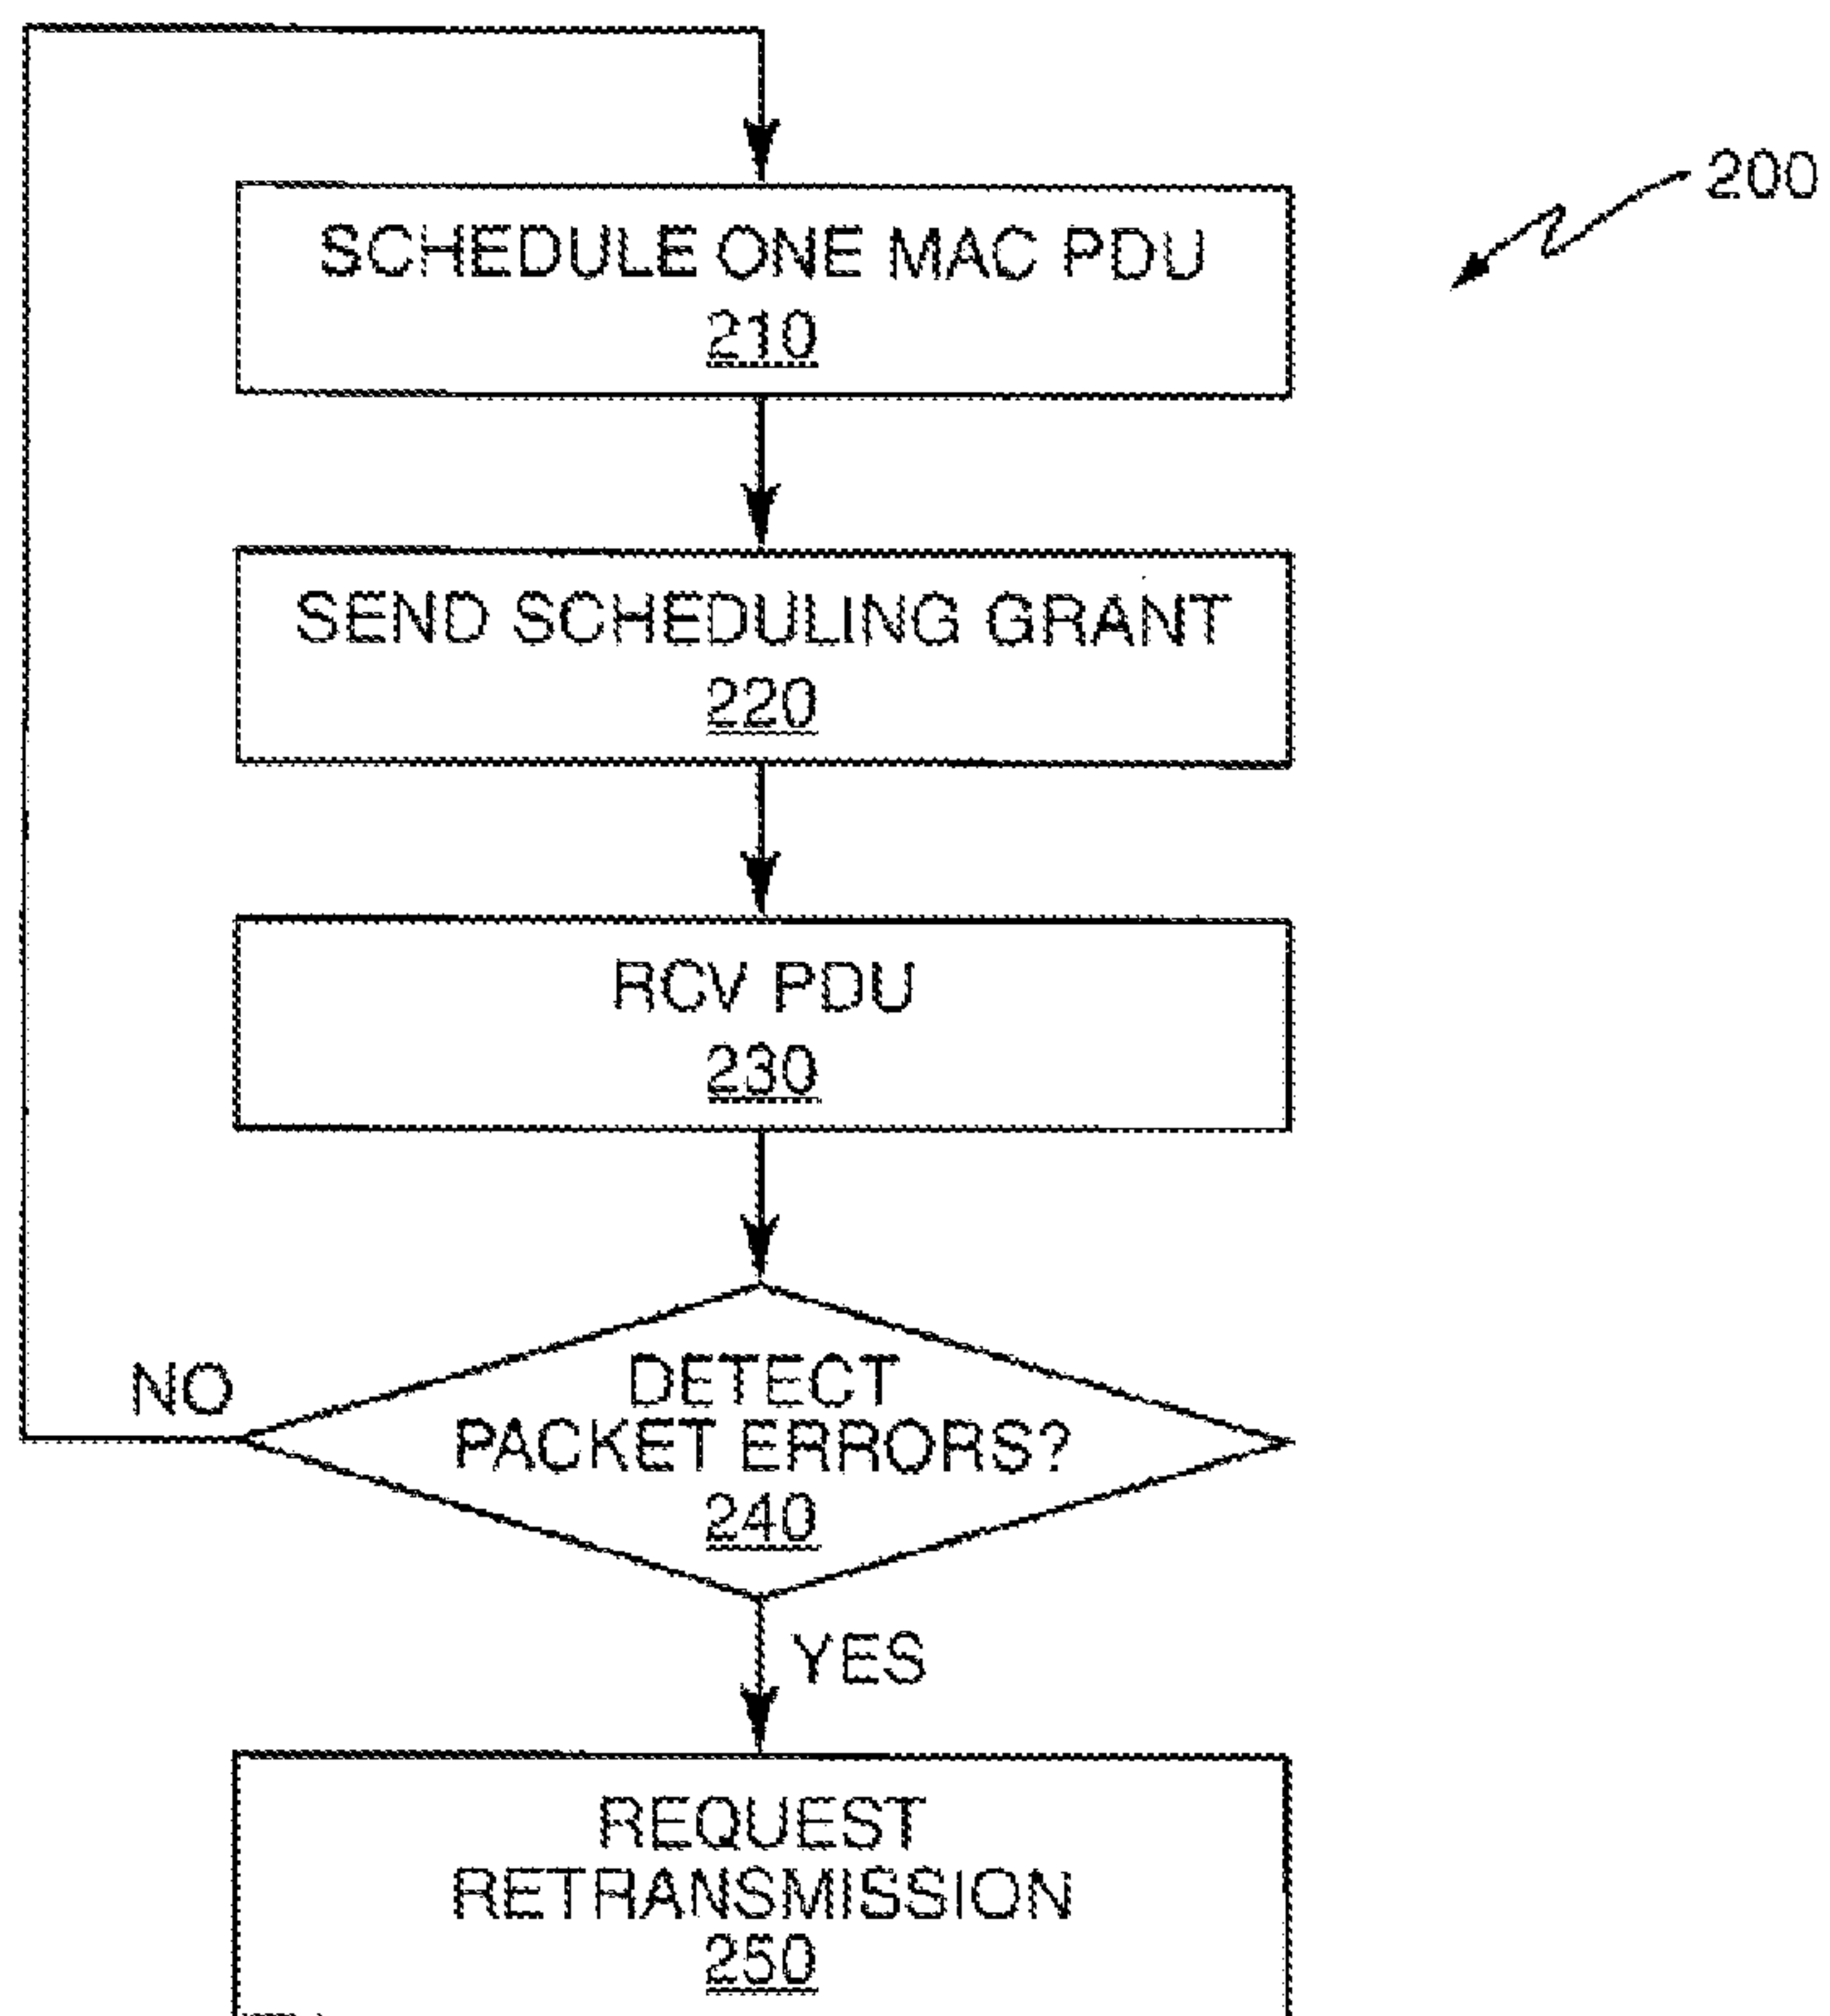 200
SCHEDULE ONE MAC PDU
210
SEND SCHEDULING GRANT
220
RCV PDU
230
NO
DETECT
PACKET ERRORS?
240
YES
REQUEST
RETRANSMISSION
250